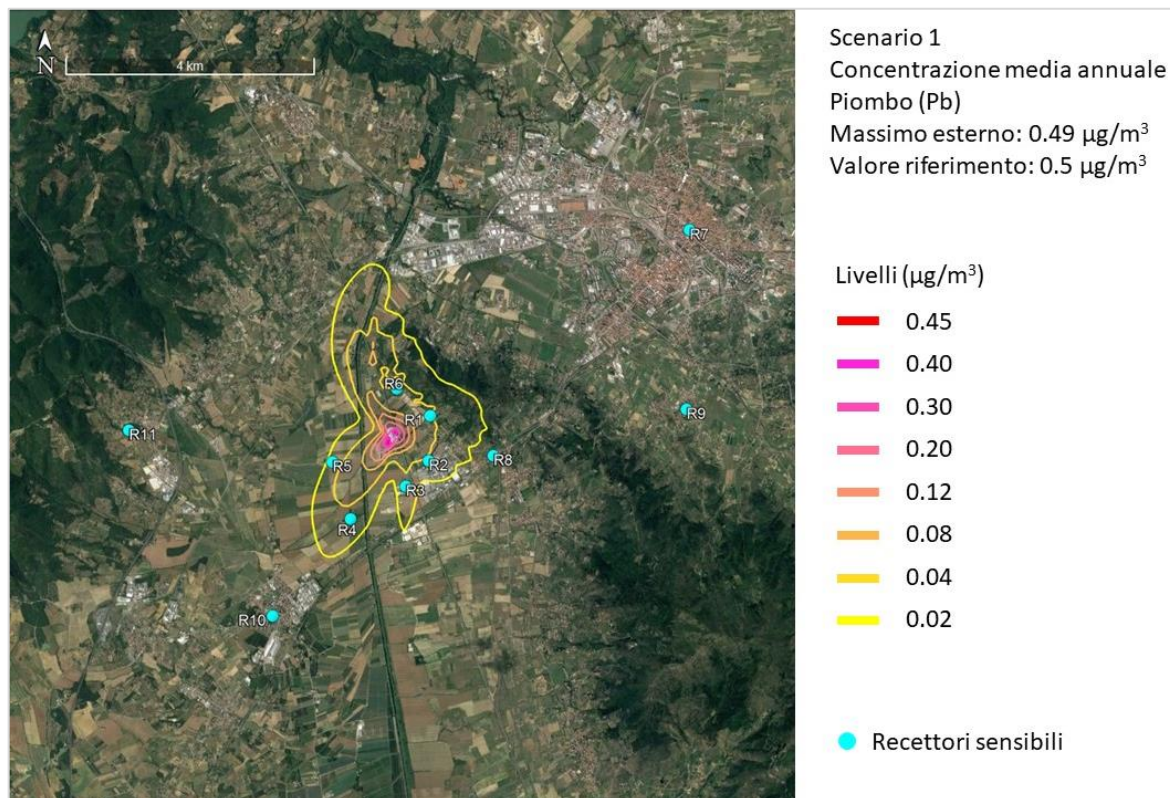 Scenario 1
Concentrazione media annuale
Piombo (Pb)
Massimo esterno: 0.49 µg/m³
Valore riferimento: 0.5 µg/m³
Livelli (µg/m³)
0.45
0.40
0.30
0.20
0.12
0.08
0.04
0.02
Recettori sensibili
N
4 km
R7
R6
R9
R1
R11
R8
R5
R2
R3
R4
R10